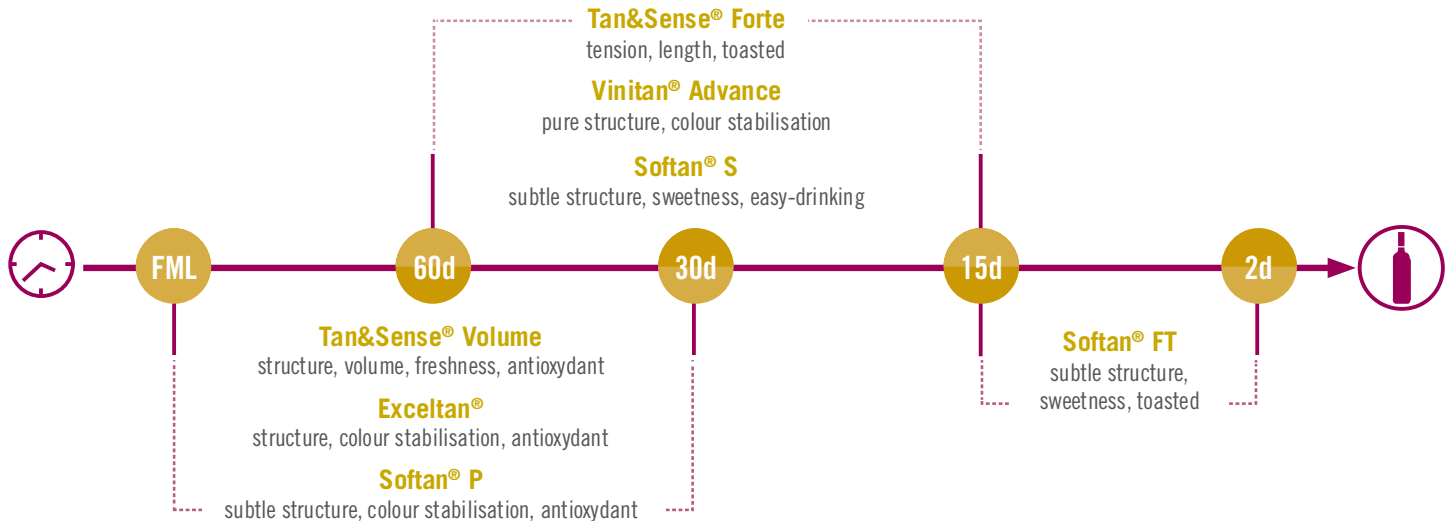 Tan&Sense® Forte
tension, length, toasted
Vinitan® Advance
pure structure, colour stabilisation
Softan® S
subtle structure, sweetness, easy-drinking
FML
60d
30d
15d
2d
Tan&Sense® Volume
structure, volume, freshness, antioxydant
Exceltan®
structure, colour stabilisation, antioxydant
Softan® P
subtle structure, colour stabilisation, antioxydant
Softan® FT
subtle structure,
sweetness, toasted